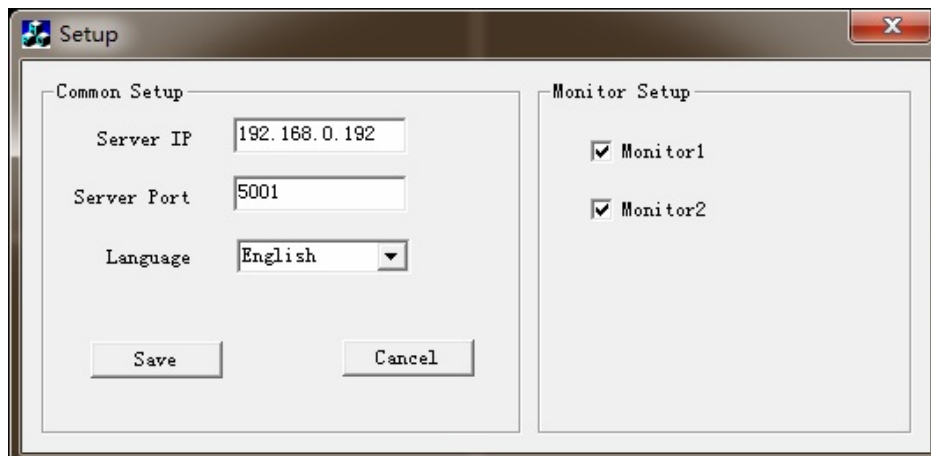 Setup
Common Setup
Server IP 192.168.0.192
Server Port 5001
Language English
Save Cancel
Monitor Setup
Monitor1
Monitor2